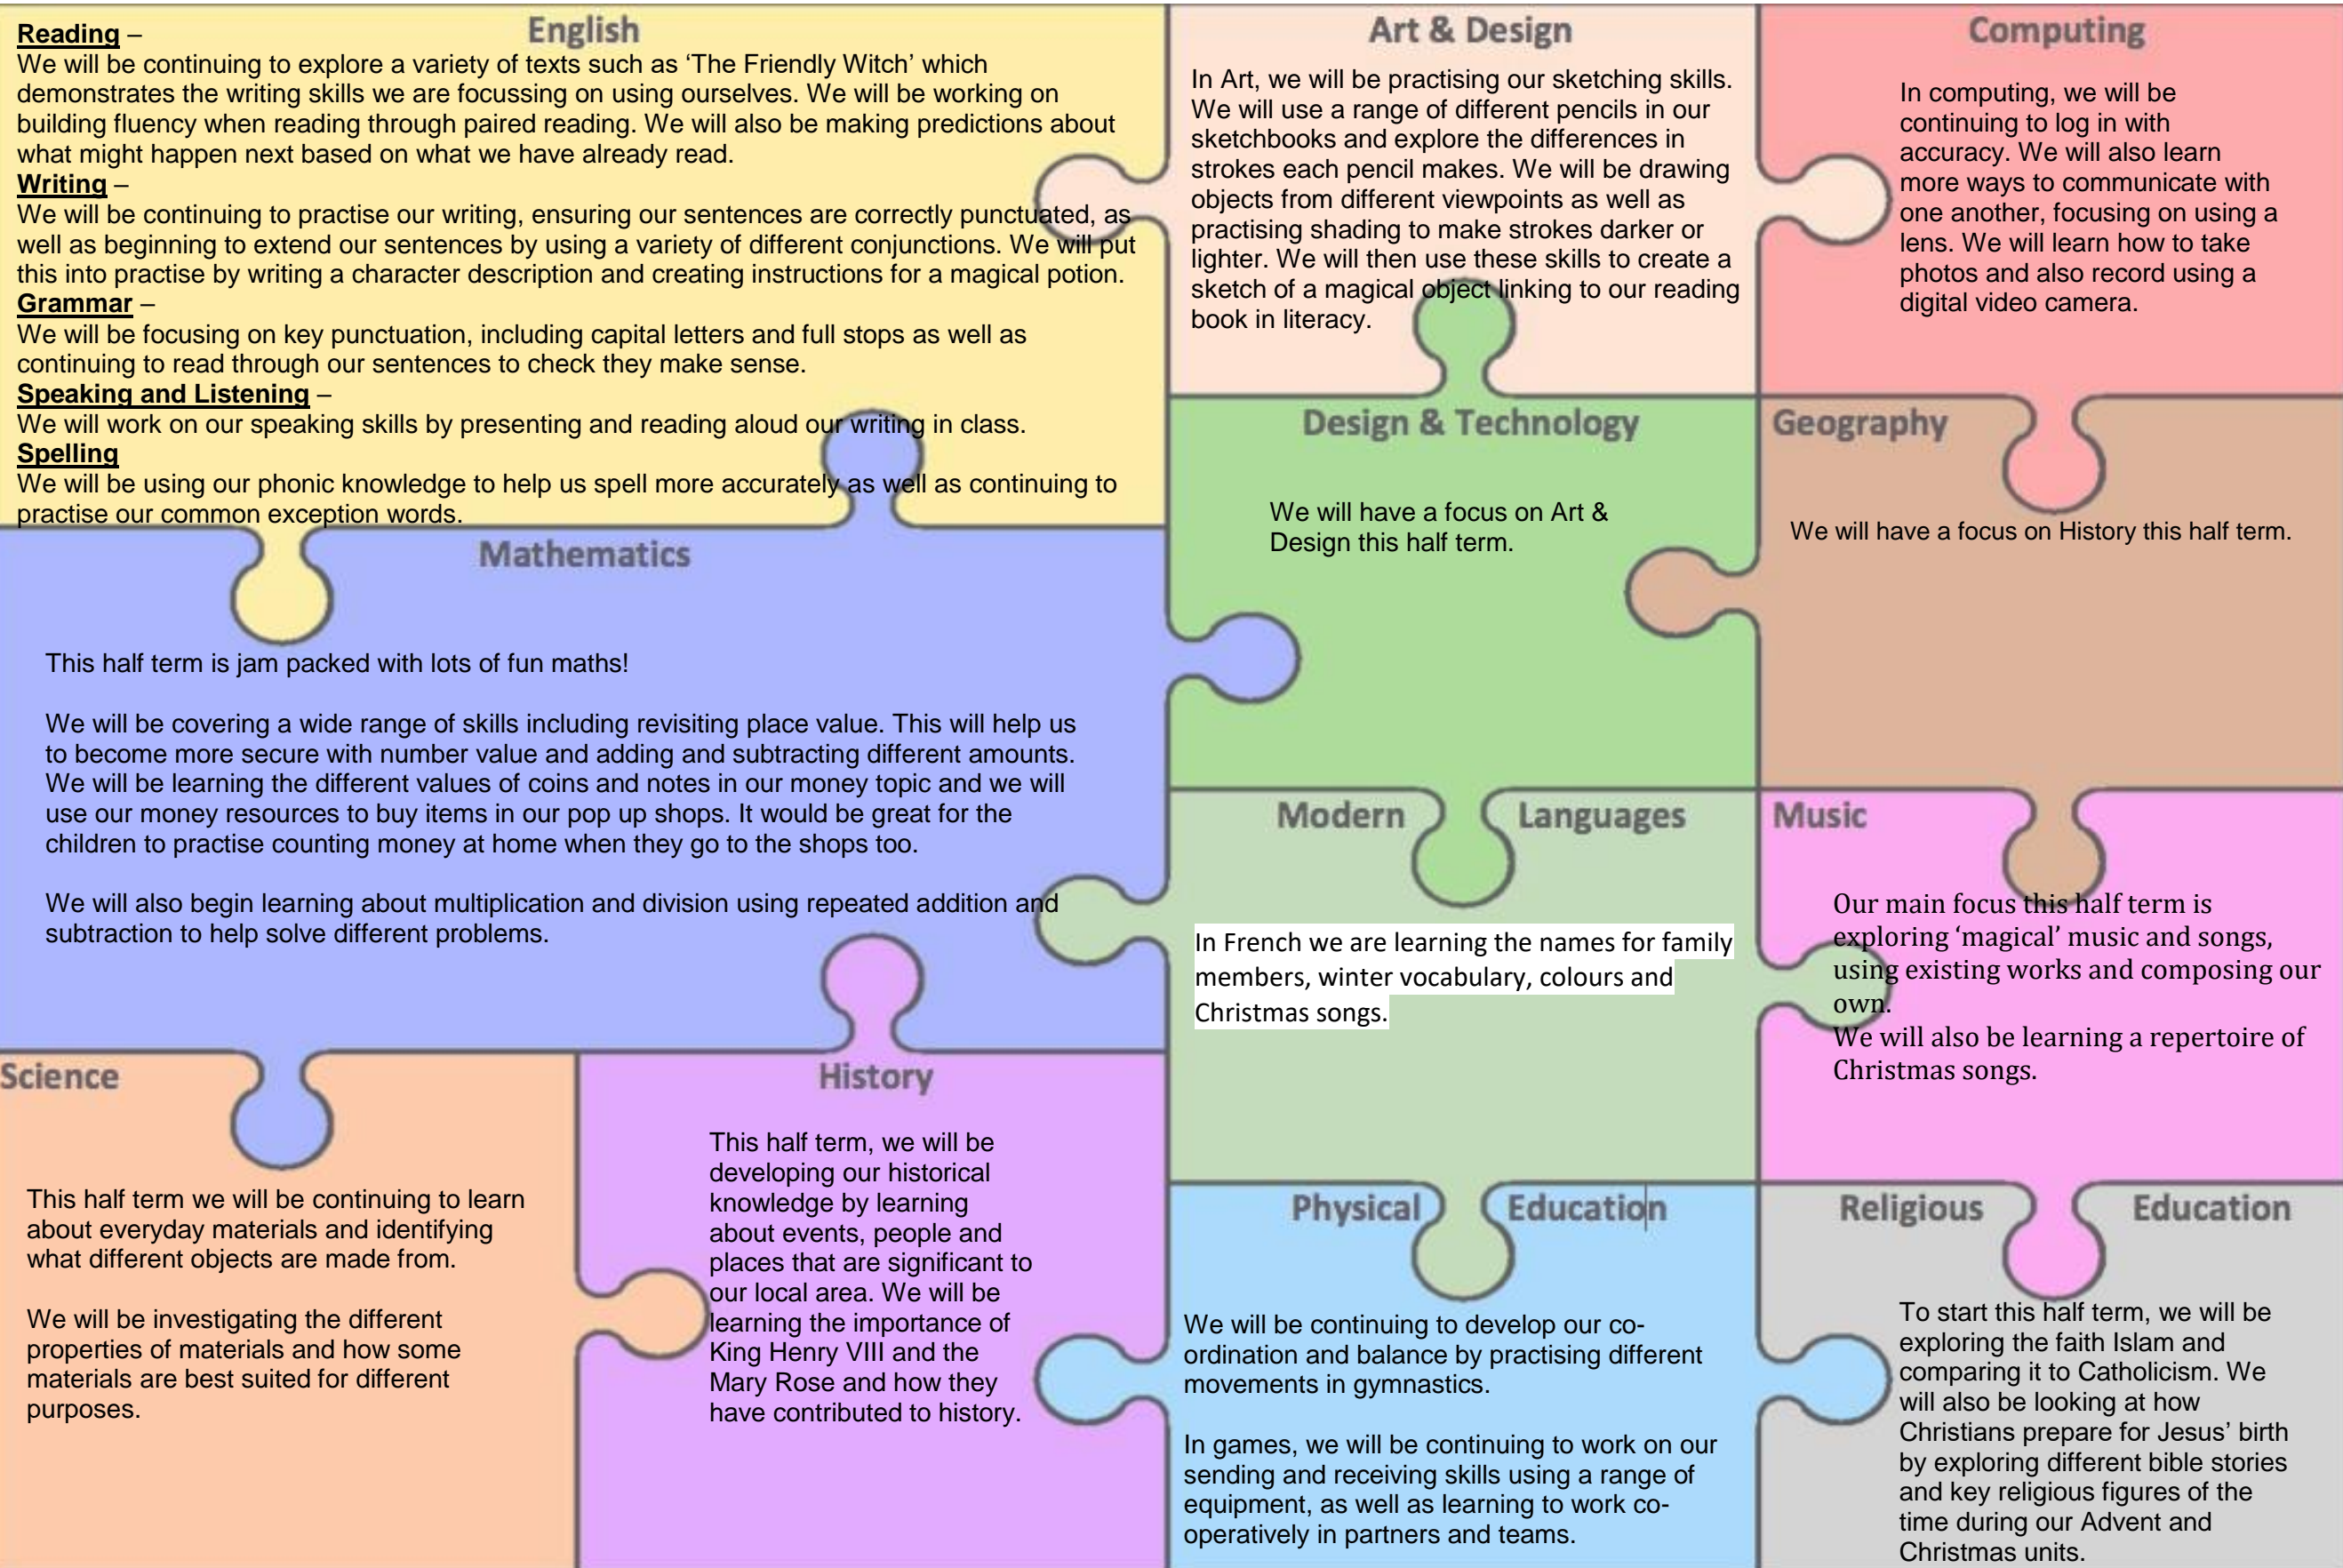 English
Reading –
We will be continuing to explore a variety of texts such as ‘The Friendly Witch’ which
demonstrates the writing skills we are focussing on using ourselves. We will be working on
building fluency when reading through paired reading. We will also be making predictions about
what might happen next based on what we have already read.
Writing –
We will be continuing to practise our writing, ensuring our sentences are correctly punctuated, as
well as beginning to extend our sentences by using a variety of different conjunctions. We will put
this into practise by writing a character description and creating instructions for a magical potion.
Grammar –
We will be focusing on key punctuation, including capital letters and full stops as well as
continuing to read through our sentences to check they make sense.
Speaking and Listening –
We will work on our speaking skills by presenting and reading aloud our writing in class.
Spelling
We will be using our phonic knowledge to help us spell more accurately as well as continuing to
practise our common exception words.
Art & Design
In Art, we will be practising our sketching skills.
We will use a range of different pencils in our
sketchbooks and explore the differences in
strokes each pencil makes. We will be drawing
objects from different viewpoints as well as
practising shading to make strokes darker or
lighter. We will then use these skills to create a
sketch of a magical object linking to our reading
book in literacy.
Computing
In computing, we will be
continuing to log in with
accuracy. We will also learn
more ways to communicate with
one another, focusing on using a
lens. We will learn how to take
photos and also record using a
digital video camera.
Design & Technology
We will have a focus on Art &
Design this half term.
Geography
We will have a focus on History this half term.
Mathematics
This half term is jam packed with lots of fun maths!
We will be covering a wide range of skills including revisiting place value. This will help us
to become more secure with number value and adding and subtracting different amounts.
We will be learning the different values of coins and notes in our money topic and we will
use our money resources to buy items in our pop up shops. It would be great for the
children to practise counting money at home when they go to the shops too.
We will also begin learning about multiplication and division using repeated addition and
subtraction to help solve different problems.
Modern Languages
In French we are learning the names for family
members, winter vocabulary, colours and
Christmas songs.
Music
Our main focus this half term is
exploring ‘magical’ music and songs,
using existing works and composing our
own.
We will also be learning a repertoire of
Christmas songs.
Science
This half term we will be continuing to learn
about everyday materials and identifying
what different objects are made from.
We will be investigating the different
properties of materials and how some
materials are best suited for different
purposes.
History
This half term, we will be
developing our historical
knowledge by learning
about events, people and
places that are significant to
our local area. We will be
learning the importance of
King Henry VIII and the
Mary Rose and how they
have contributed to history.
Physical Education
We will be continuing to develop our co-
ordination and balance by practising different
movements in gymnastics.
In games, we will be continuing to work on our
sending and receiving skills using a range of
equipment, as well as learning to work co-
operatively in partners and teams.
Religious Education
To start this half term, we will be
exploring the faith Islam and
comparing it to Catholicism. We
will also be looking at how
Christians prepare for Jesus’ birth
by exploring different bible stories
and key religious figures of the
time during our Advent and
Christmas units.